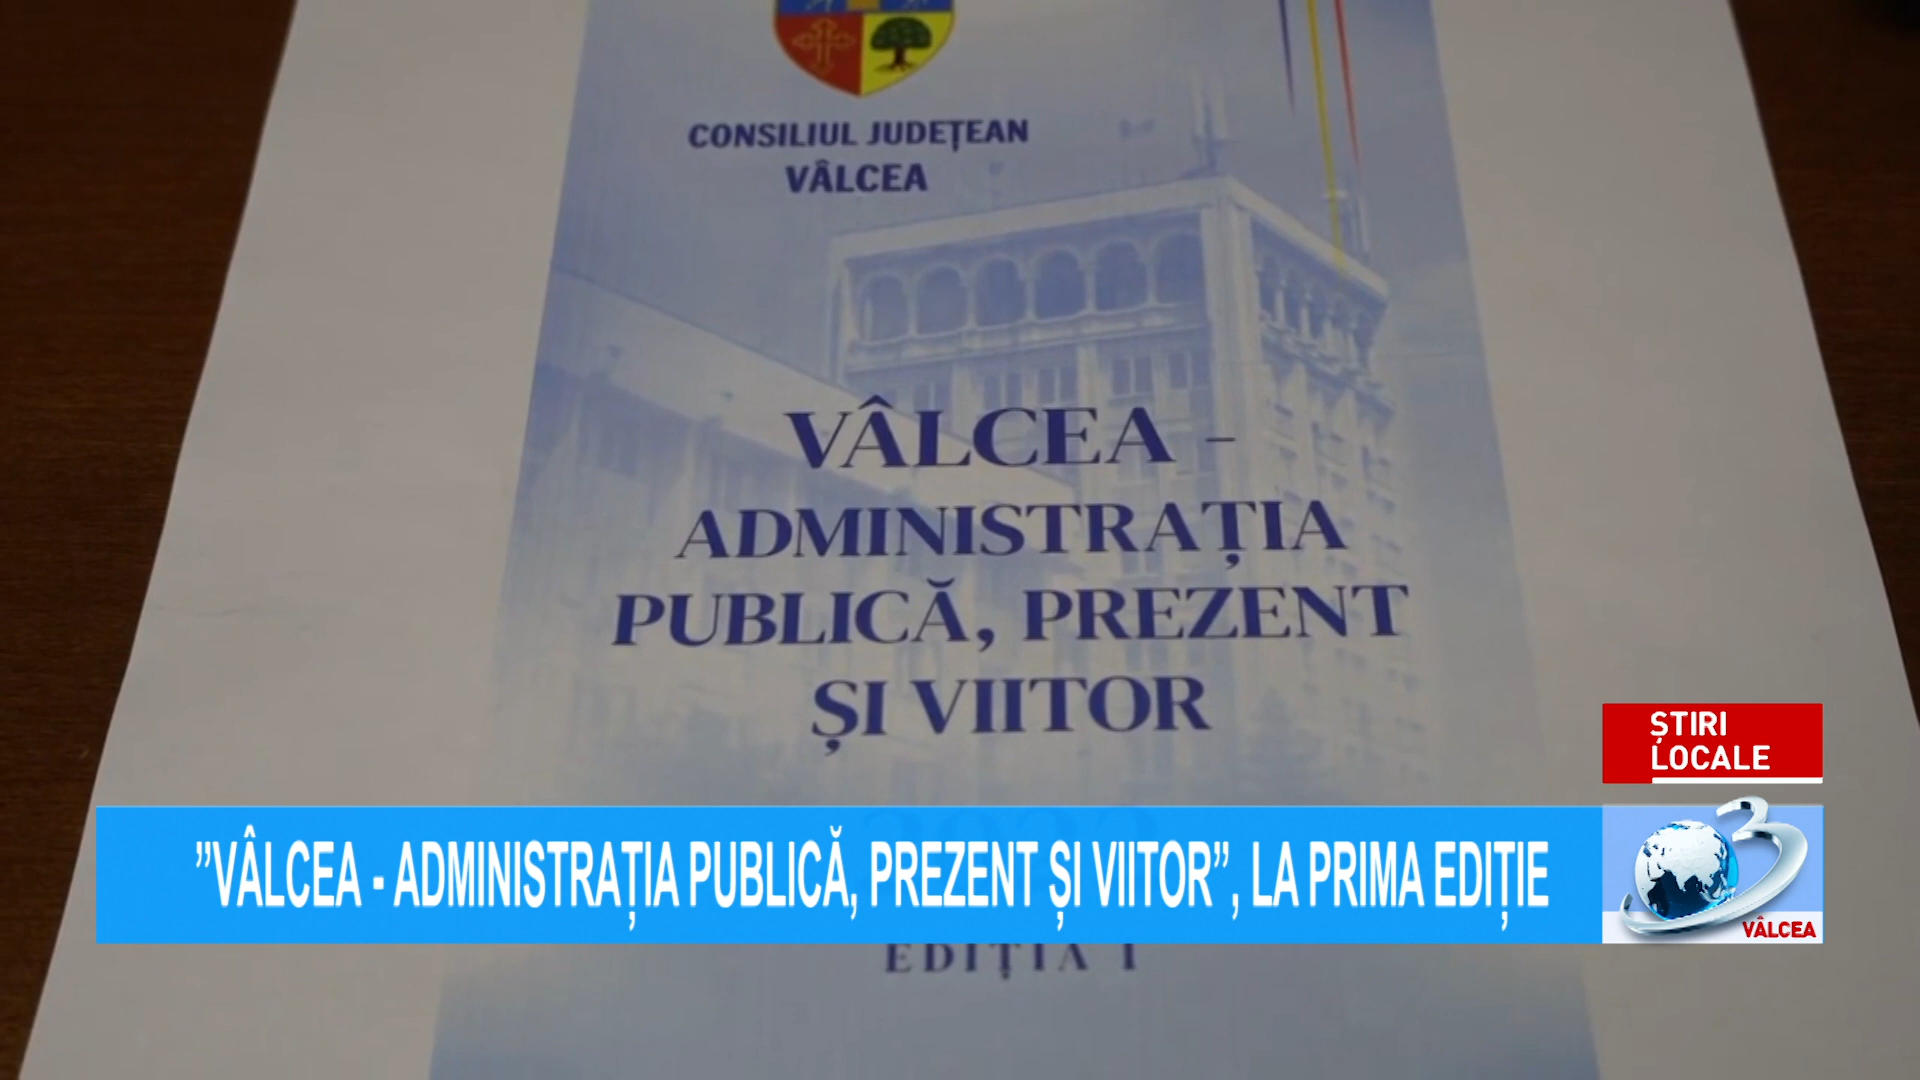 CONSILIUL JUDEȚEAN
VÂLCEA
VÂLCEA -
ADMINISTRAȚIA
PUBLICĂ, PREZENT
ȘI VIITOR
ȘTIRI
LOCALE
”VÂLCEA - ADMINISTRAȚIA PUBLICĂ, PREZENT ȘI VIITOR”, LA PRIMA EDIȚIE
3
VÂLCEA
EDIȚIA I